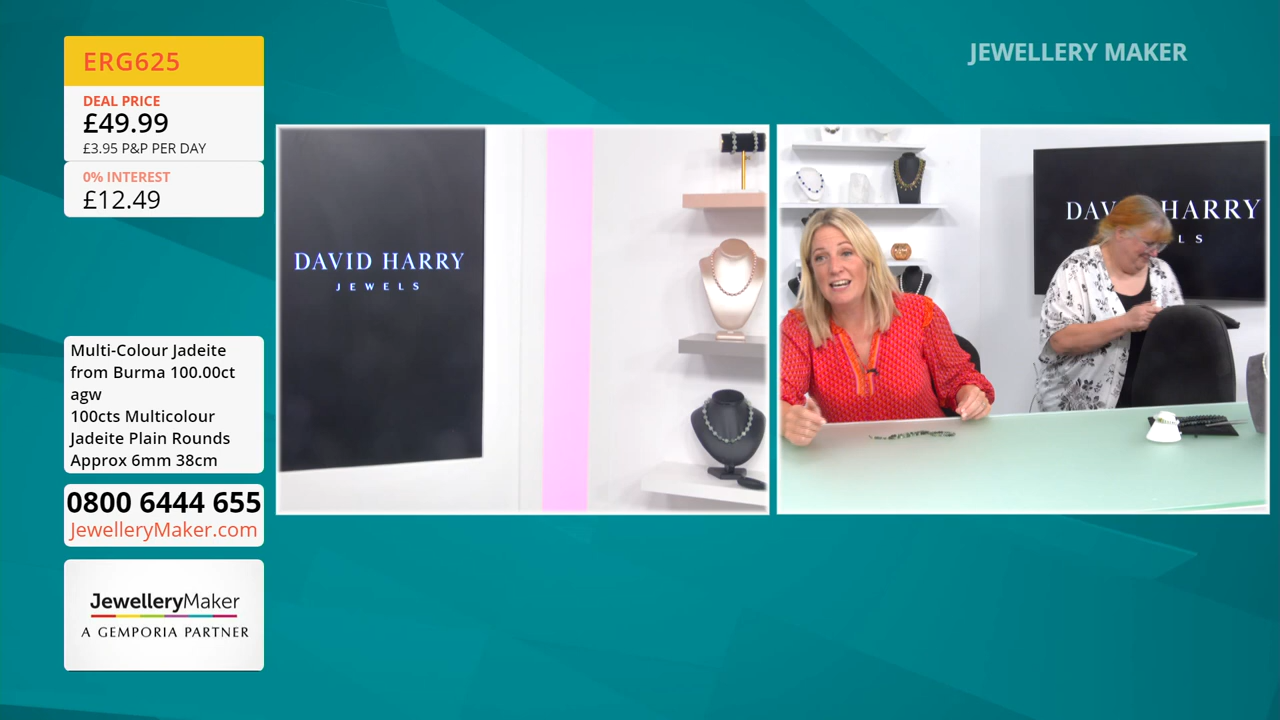 ERG625
DEAL PRICE
£49.99
£3.95 P&P PER DAY
0% INTEREST
£12.49
Multi-Colour Jadeite
from Burma 100.00ct
agw
100cts Multicolour
Jadeite Plain Rounds
Approx 6mm 38cm
0800 6444 655
JewelleryMaker.com
JewelleryMaker
A GEMPORIA PARTNER
JEWELLERY MAKER
DAVID HARRY
JEWELS
DAV HARRY
LS